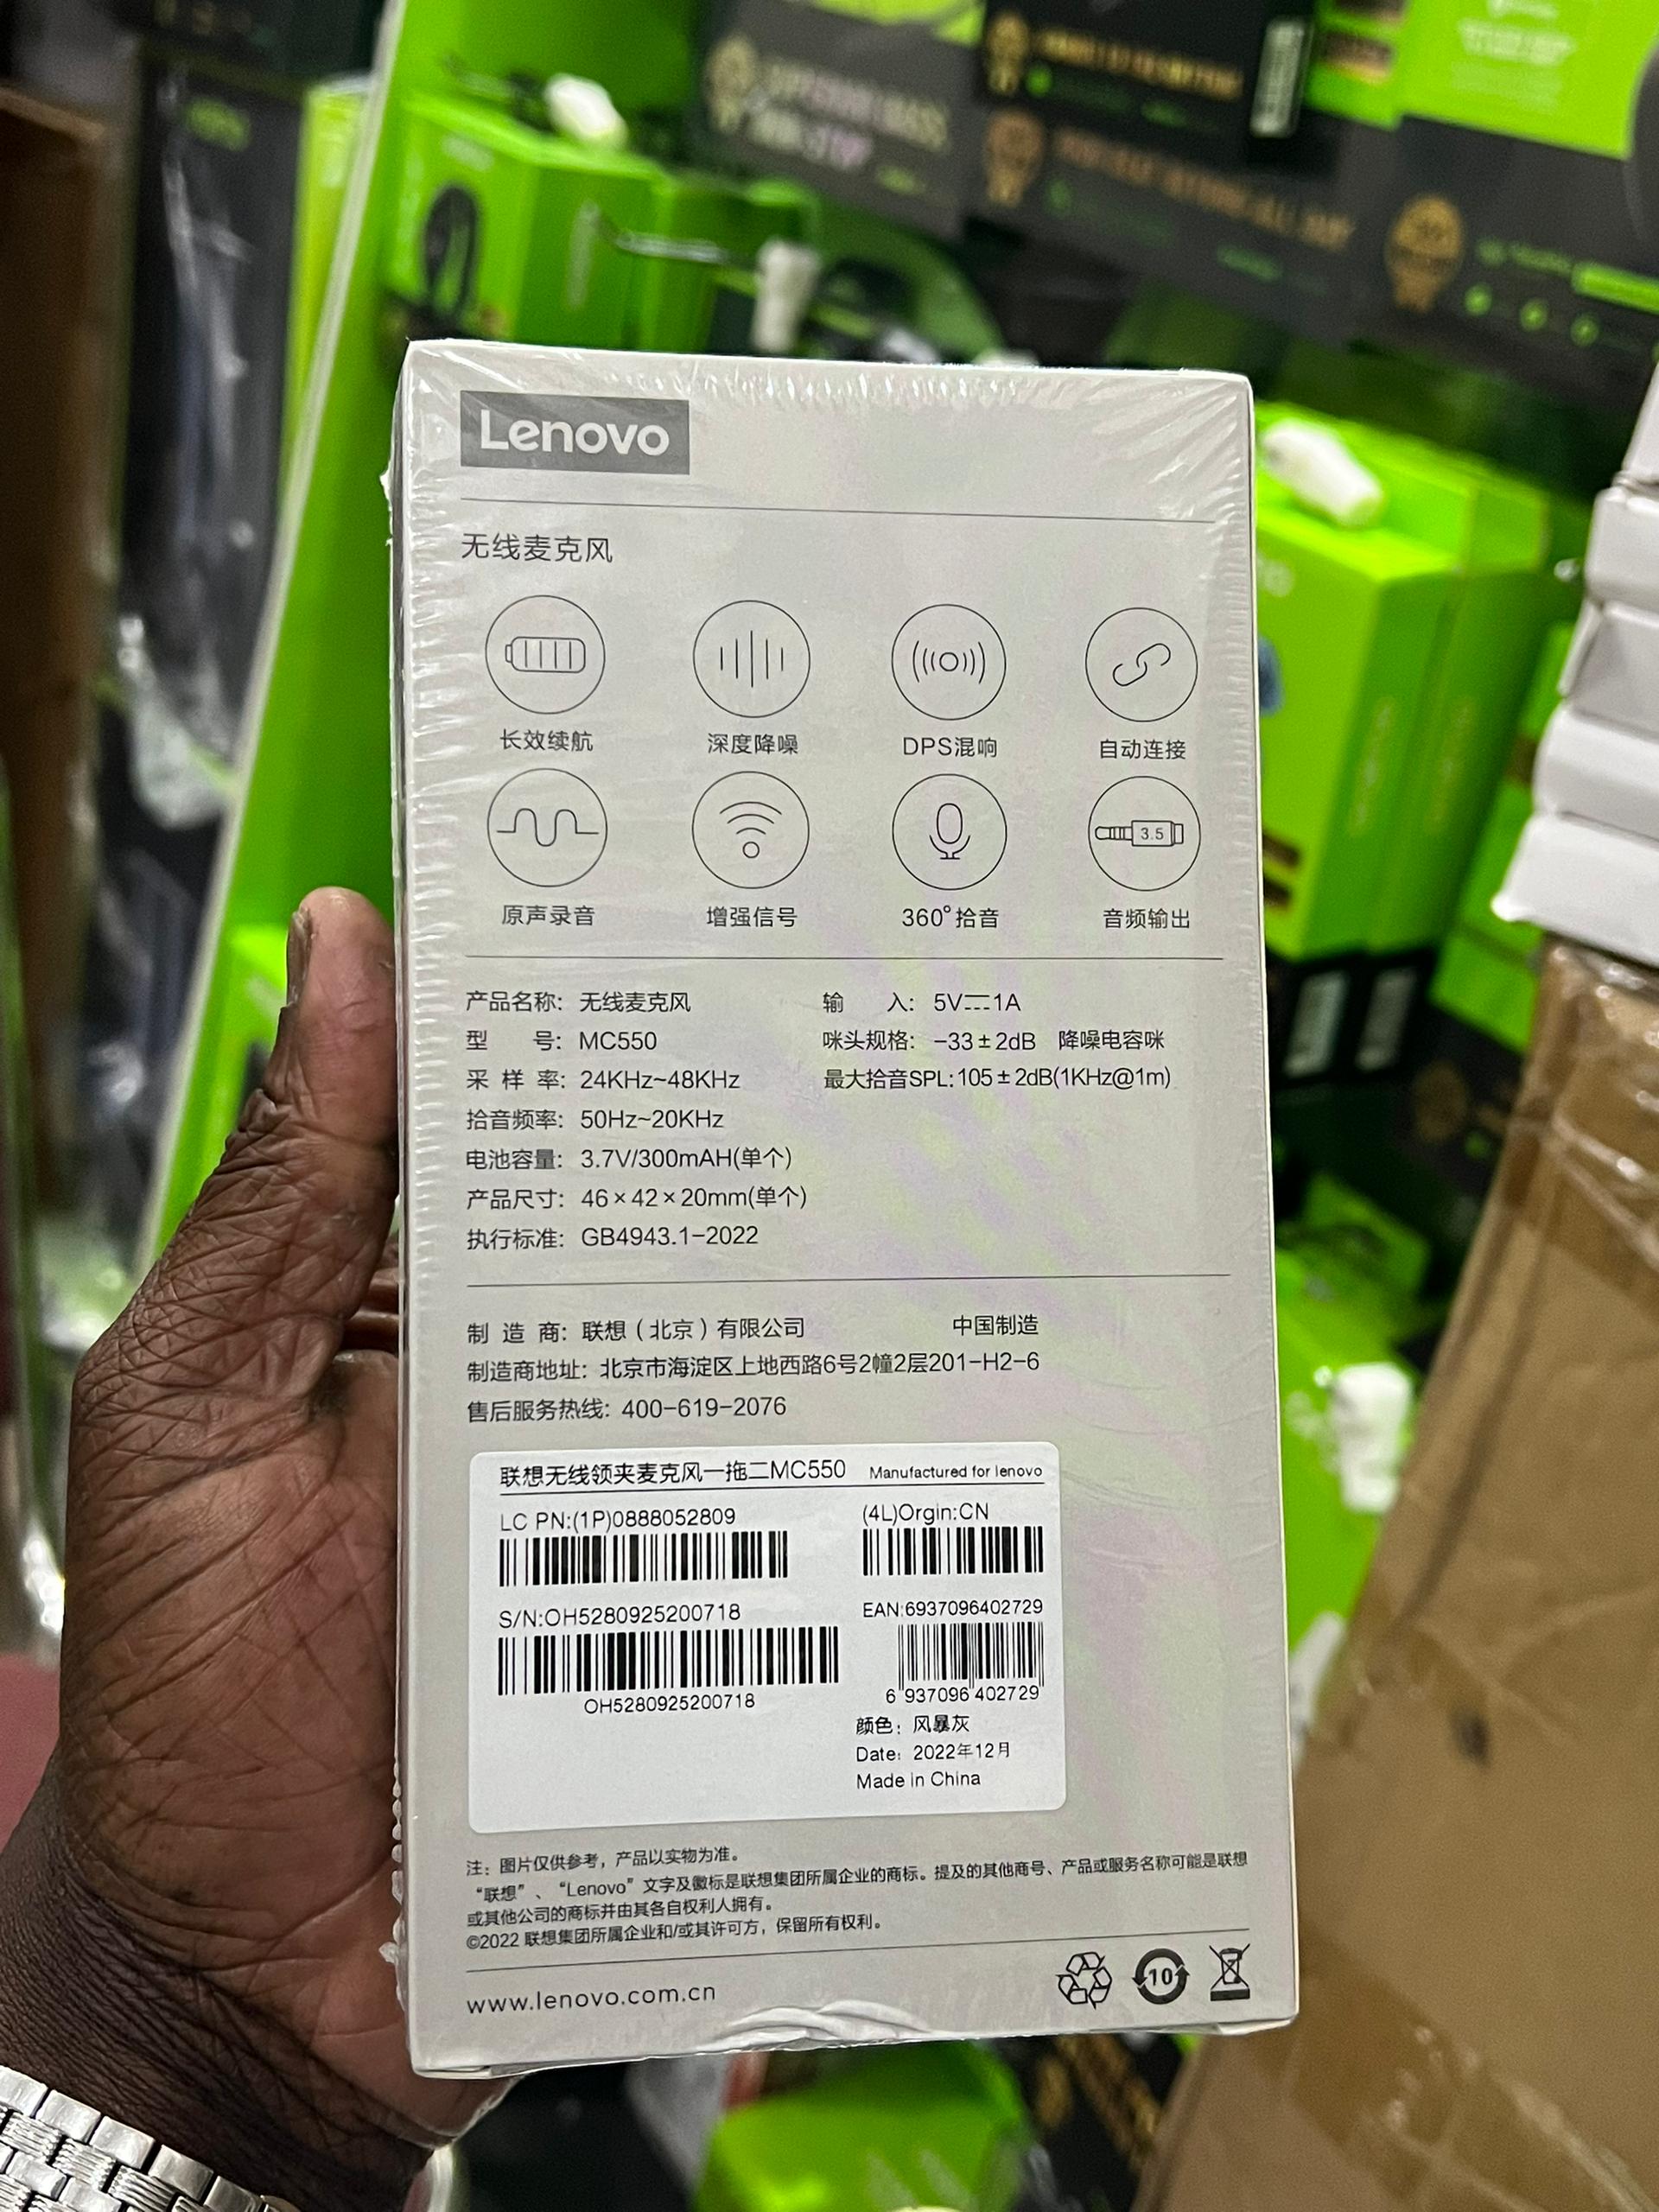 Lenovo
无线麦克风
长效续航 深度降噪 DPS混响 自动连接
3.5
原声录音 增强信号 360°拾音 音频输出
产品名称: 无线麦克风 输 入: 5V⎓1A
型 号: MC550 咪头规格: -33±2dB 降噪电容咪
采 样 率: 24KHz~48KHz 最大拾音SPL:105±2dB(1KHz@1m)
拾音频率: 50Hz~20KHz
电池容量: 3.7V/300mAH(单个)
产品尺寸: 46×42×20mm(单个)
执行标准: GB4943.1-2022
制 造 商: 联想（北京）有限公司 中国制造
制造商地址: 北京市海淀区上地西路6号2幢2层201-H2-6
售后服务热线: 400-619-2076
联想无线领夹麦克风一拖二MC550 Manufactured for lenovo
LC PN:(1P)0888052809 (4L)Orgin:CN
S/N:OH5280925200718 EAN:6937096402729
OH5280925200718 6 937096 402729
颜色: 风暴灰
Date: 2022年12月
Made in China
注: 图片仅供参考，产品以实物为准。
“联想”、“Lenovo”文字及徽标是联想集团所属企业的商标。提及的其他商号、产品或服务名称可能是联想
或其他公司的商标并由其各自权利人拥有。
©2022 联想集团所属企业和/或其许可方，保留所有权利。
www.lenovo.com.cn 10